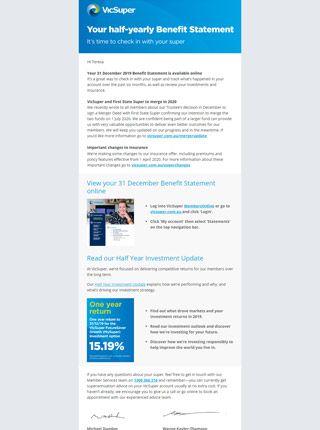 VicSuper
Your half-yearly Benefit Statement
It's time to check in with your super
Hi Teresa
Your 31 December 2019 Benefit Statement is available online
It's a great way to check in with your super and track what's happened in your
account over the past six months, as well as review your investments and
insurance.
VicSuper and First State Super to merge in 2020
We recently wrote to all members about our Trustee's decision in December to
sign a Merger Deed with First State Super confirming our intention to merge the
two funds on 1 July 2020. We are confident being part of a larger fund can provide
us with very valuable opportunities to deliver even better outcomes for our
members. We will keep you updated on our progress and in the meantime, if
you'd like more information go to vicsuper.com.au/mergerupdate
Important changes to insurance
We're making some changes to our insurance offer, including premiums and
policy features effective from 1 April 2020. For more information about these
important changes go to vicsuper.com.au/superchanges
View your 31 December Benefit Statement
online
Log into VicSuper MembersOnline or go to
vicsuper.com.au and click 'Login'.
Click 'My account' then select 'Statements'
on the top navigation bar.
Read our Half Year Investment Update
At VicSuper, we're focused on delivering competitive returns for our members over
the long term.
Our Half Year Investment Update explains how we're performing and why, and
what's driving our investment strategy.
One year
return
One year return to
31/12/19 for the
VicSuper FutureSaver
Growth (MySuper)
investment option
15.19%
Find out what drove markets and your
investment returns in 2019.
Read our investment outlook and discover
how we're investing for your future.
Discover how we're investing responsibly to
help improve the world you live in.
If you have any questions about your super, feel free to get in touch with our
Member Services team on 1300 366 216 and remember—you can currently get
superannuation advice on your VicSuper account usually at no extra cost. If you
haven't already, we encourage you to give us a call or go online to book an
appointment with our experienced advice team.
Michael Dundon
Wayne Kayler-Thomson